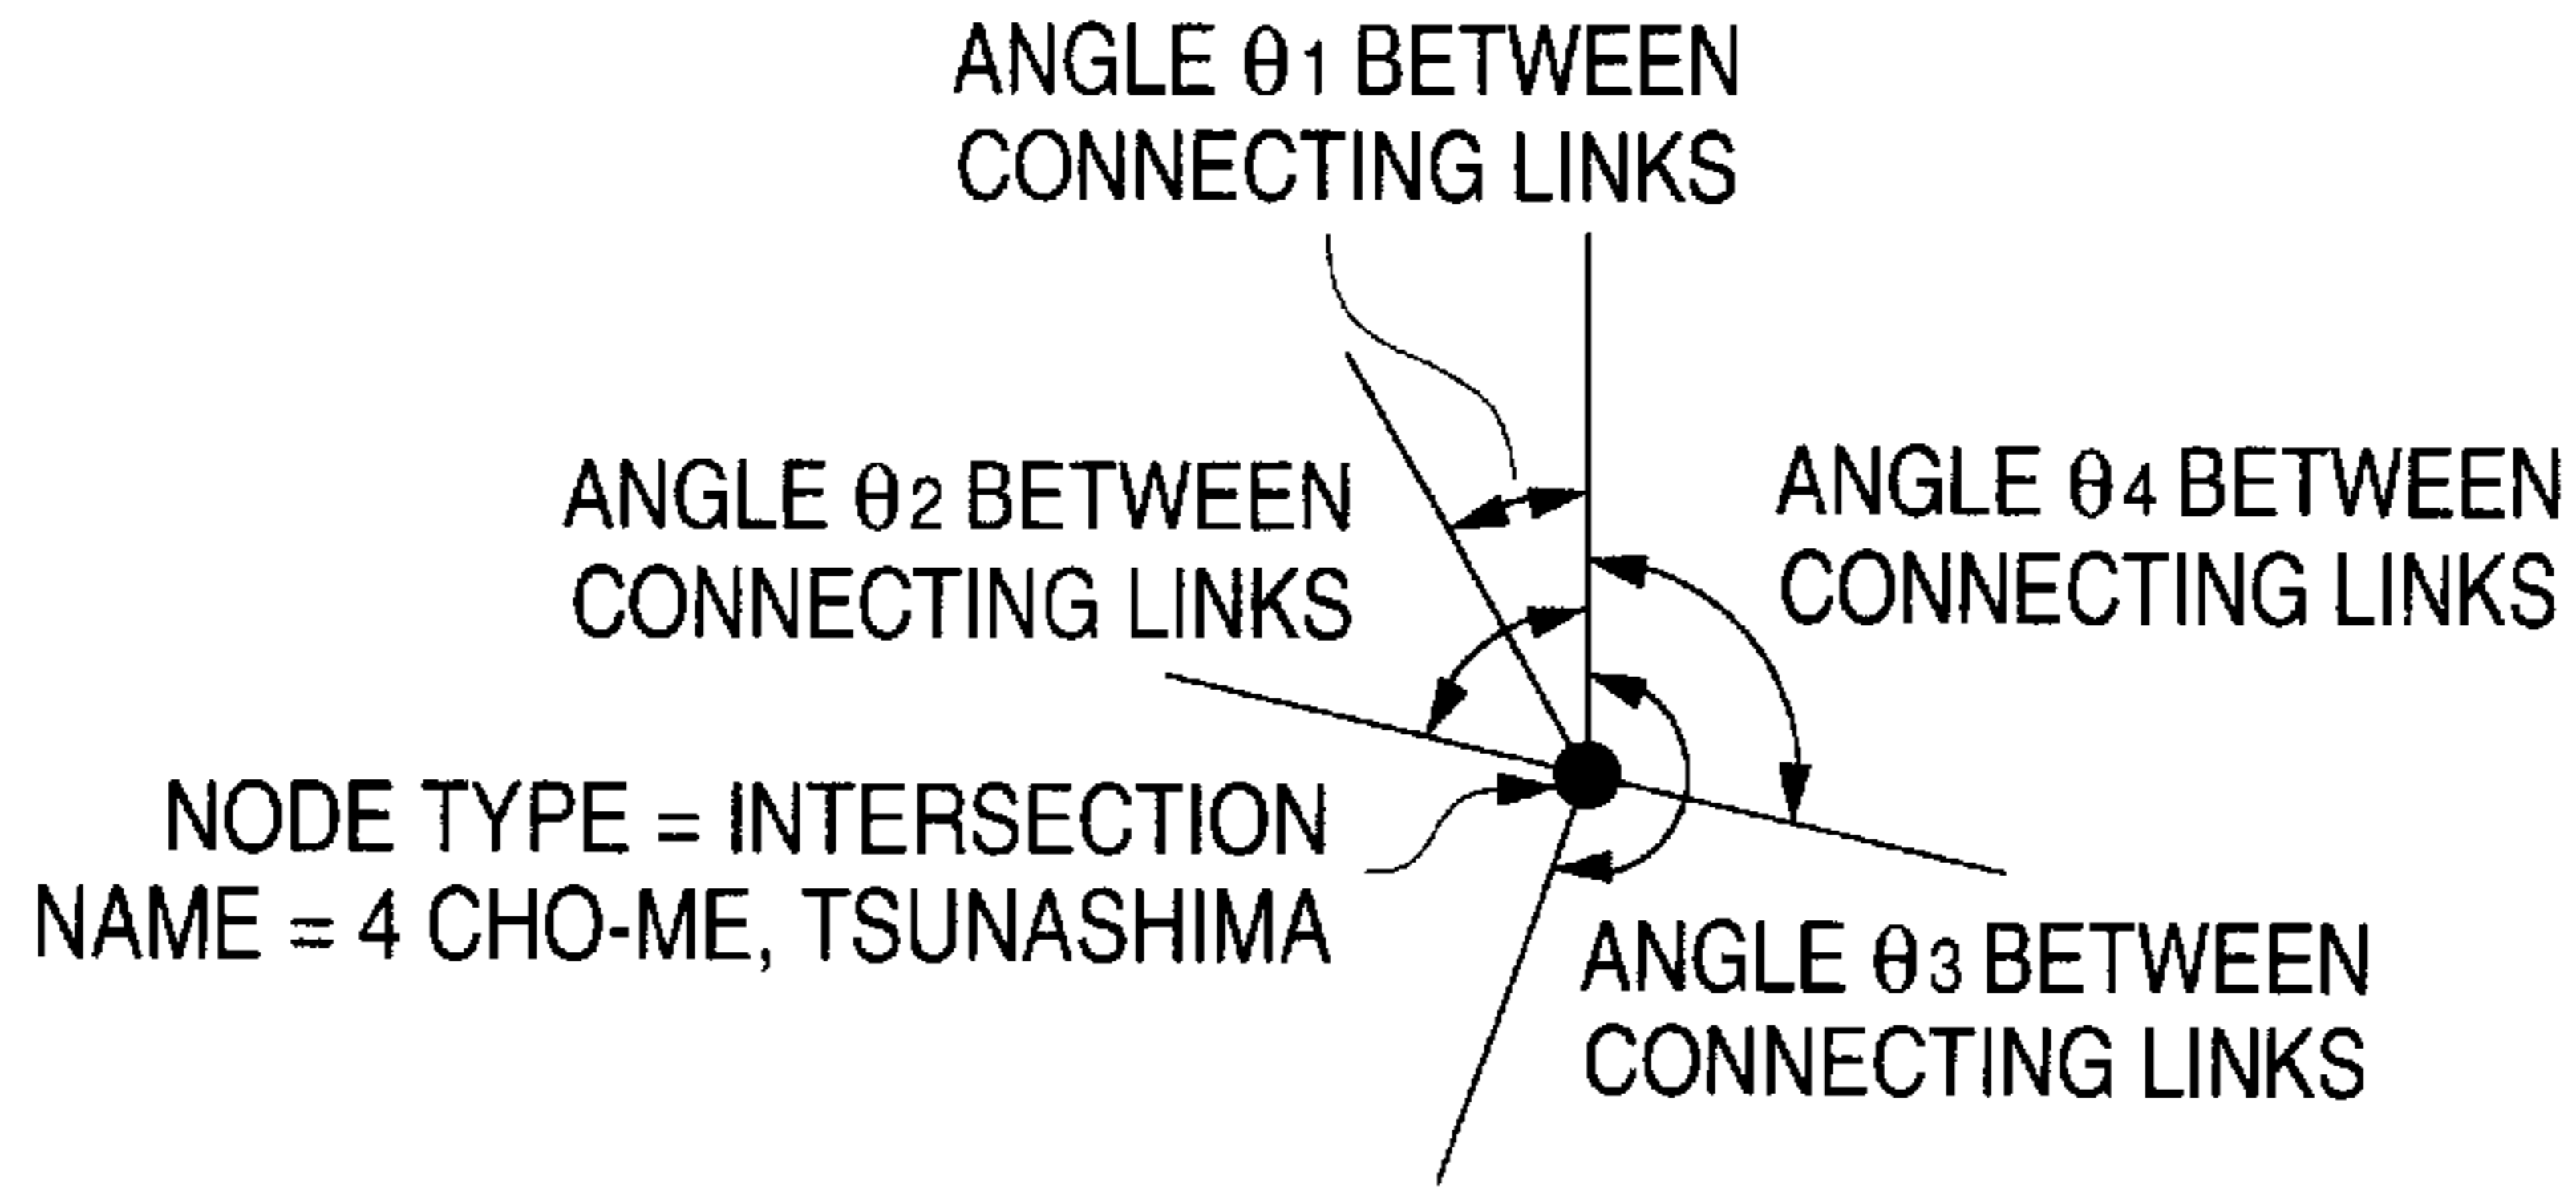 ANGLE θ1 BETWEEN
CONNECTING LINKS
ANGLE θ2 BETWEEN
CONNECTING LINKS
ANGLE θ4 BETWEEN
CONNECTING LINKS
NODE TYPE = INTERSECTION
NAME = 4 CHO-ME, TSUNASHIMA
ANGLE θ3 BETWEEN
CONNECTING LINKS